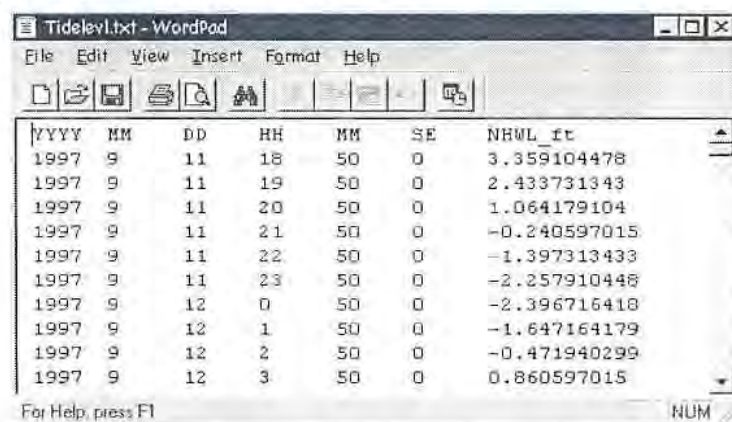 Tidelevl.txt - WordPad
File Edit View Insert Format Help
YYYY MM DD HH MM SE NHWL_ft
1997 9 11 18 50 0 3.359104478
1997 9 11 19 50 0 2.433731343
1997 9 11 20 50 0 1.064179104
1997 9 11 21 50 0 -0.240597015
1997 9 11 22 50 0 -1.397313433
1997 9 11 23 50 0 -2.257910448
1997 9 12 0 50 0 -2.396716418
1997 9 12 1 50 0 -1.647164179
1997 9 12 2 50 0 -0.471940299
1997 9 12 3 50 0 0.860597015
For Help, press F1 NUM